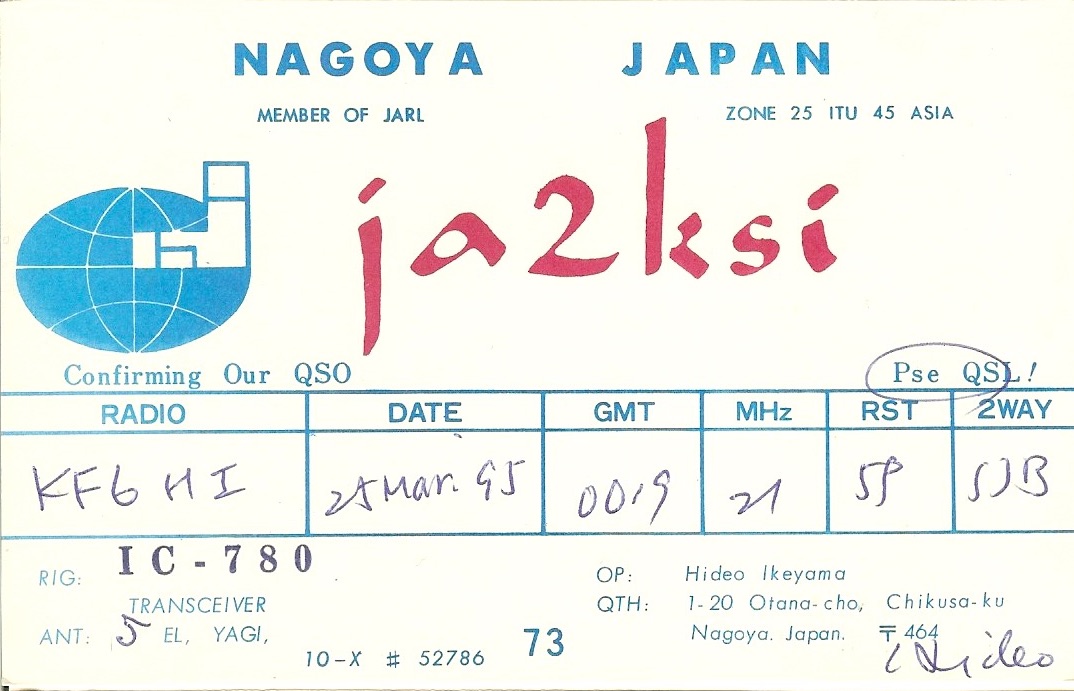 NAGOYA JAPAN
MEMBER OF JARL ZONE 25 ITU 45 ASIA
ja2ksi
Confirming Our QSO Pse QSL!
RADIO DATE GMT MHz RST 2WAY
KF6HI 25 Mar. 95 0019 21 59 SSB
RIG: IC-780
TRANSCEIVER
ANT: 5 EL, YAGI,
10-X # 52786
73
OP: Hideo Ikeyama
QTH: 1-20 Otana-cho, Chikusa-ku
Nagoya. Japan. 〒464
Hideo